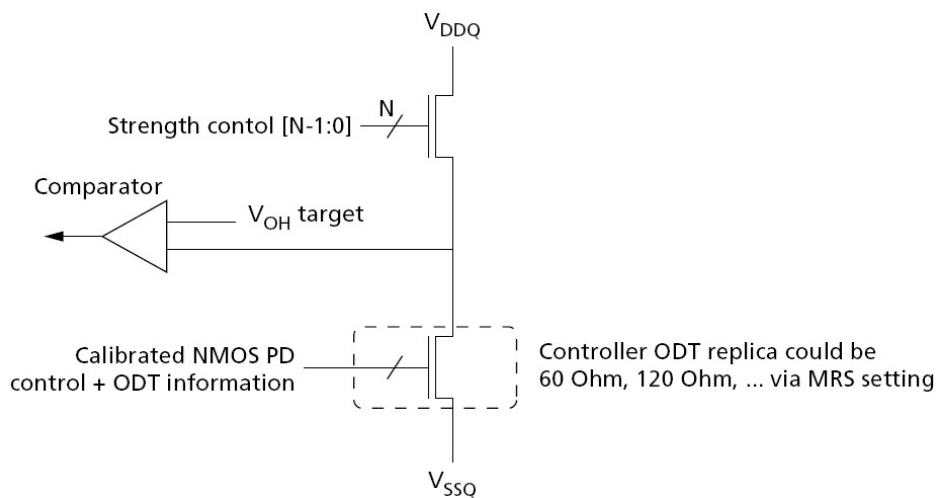 VDDQ
N
Strength contol [N-1:0]
Comparator
VOH target
Calibrated NMOS PD
control + ODT information
Controller ODT replica could be
60 Ohm, 120 Ohm, ... via MRS setting
VSSQ